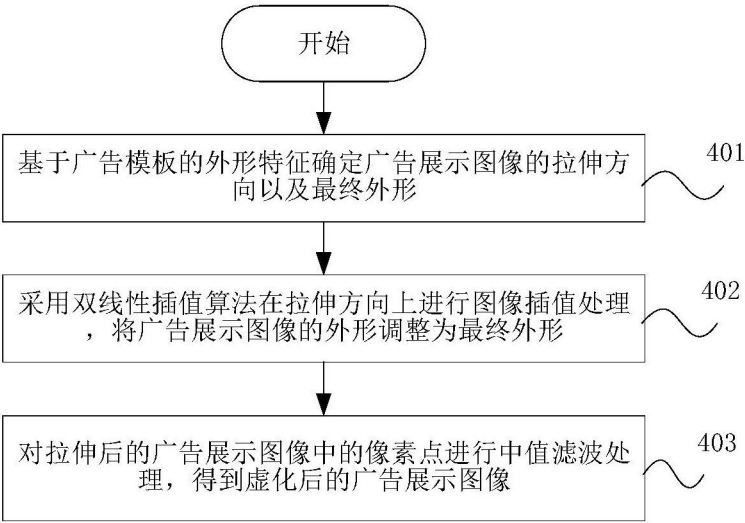 开始
基于广告模板的外形特征确定广告展示图像的拉伸方
向以及最终外形
401
采用双线性插值算法在拉伸方向上进行图像插值处理
，将广告展示图像的外形调整为最终外形
402
对拉伸后的广告展示图像中的像素点进行中值滤波处
理，得到虚化后的广告展示图像
403